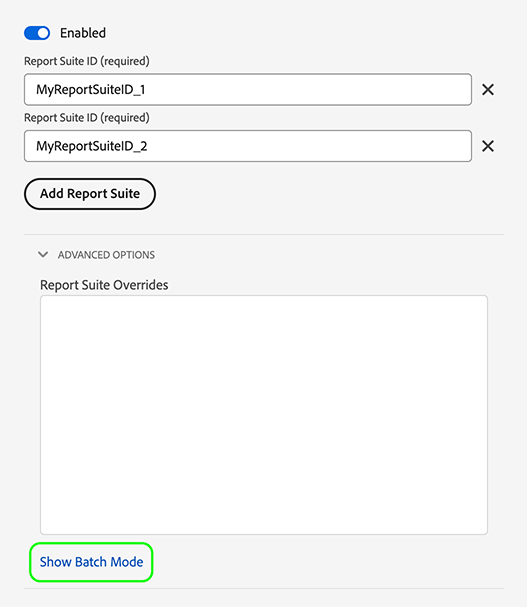 Enabled
Report Suite ID (required)
MyReportSuiteID_1
Report Suite ID (required)
MyReportSuiteID_2
Add Report Suite
ADVANCED OPTIONS
Report Suite Overrides
Show Batch Mode